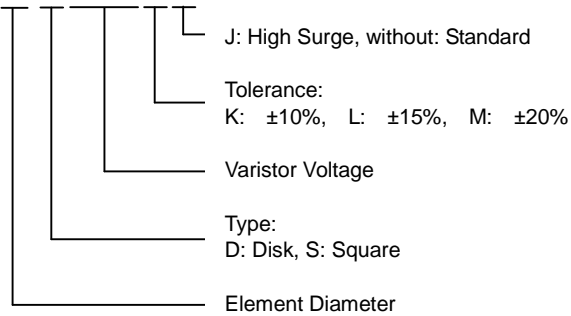 J: High Surge, without: Standard
Tolerance:
K: ±10%, L: ±15%, M: ±20%
Varistor Voltage
Type:
D: Disk, S: Square
Element Diameter